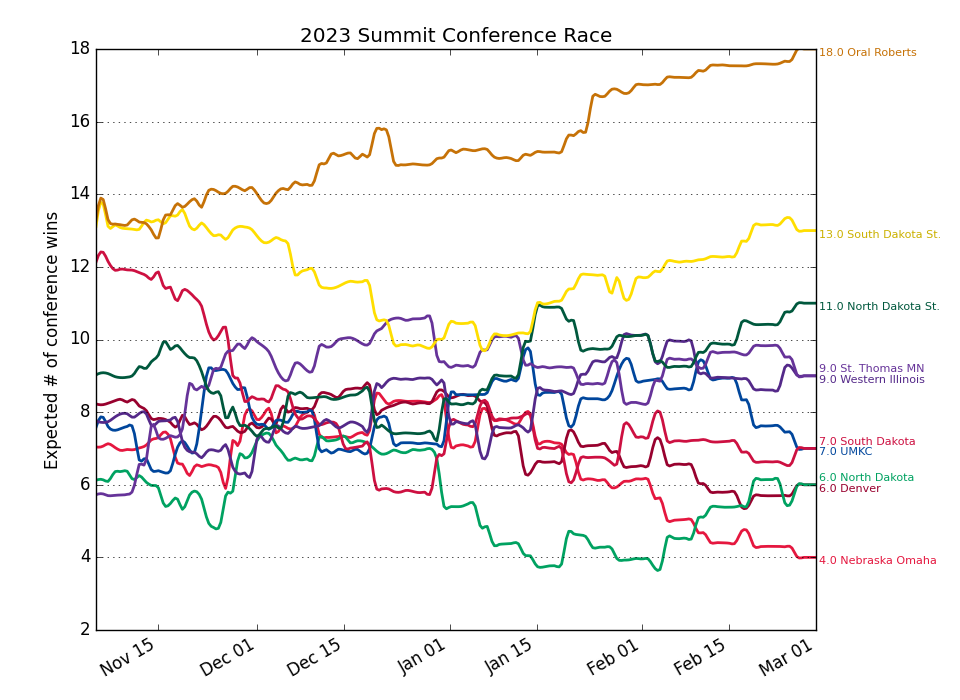 2023 Summit Conference Race
Expected # of conference wins
18
16
14
12
10
8
6
4
2
Nov 15
Dec 01
Dec 15
Jan 01
Jan 15
Feb 01
Feb 15
Mar 01
18.0 Oral Roberts
13.0 South Dakota St.
11.0 North Dakota St.
9.0 St. Thomas MN
9.0 Western Illinois
7.0 South Dakota
7.0 UMKC
6.0 North Dakota
6.0 Denver
4.0 Nebraska Omaha